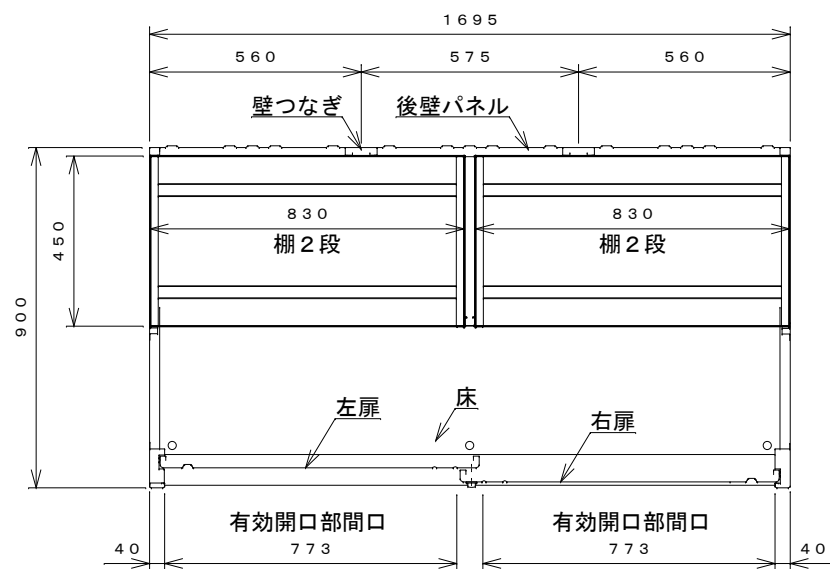 1695
560
575
560
壁つなぎ
後壁パネル
830
830
棚2段
棚2段
450
900
左扉
床
右扉
有効開口部間口
有効開口部間口
40
773
773
40